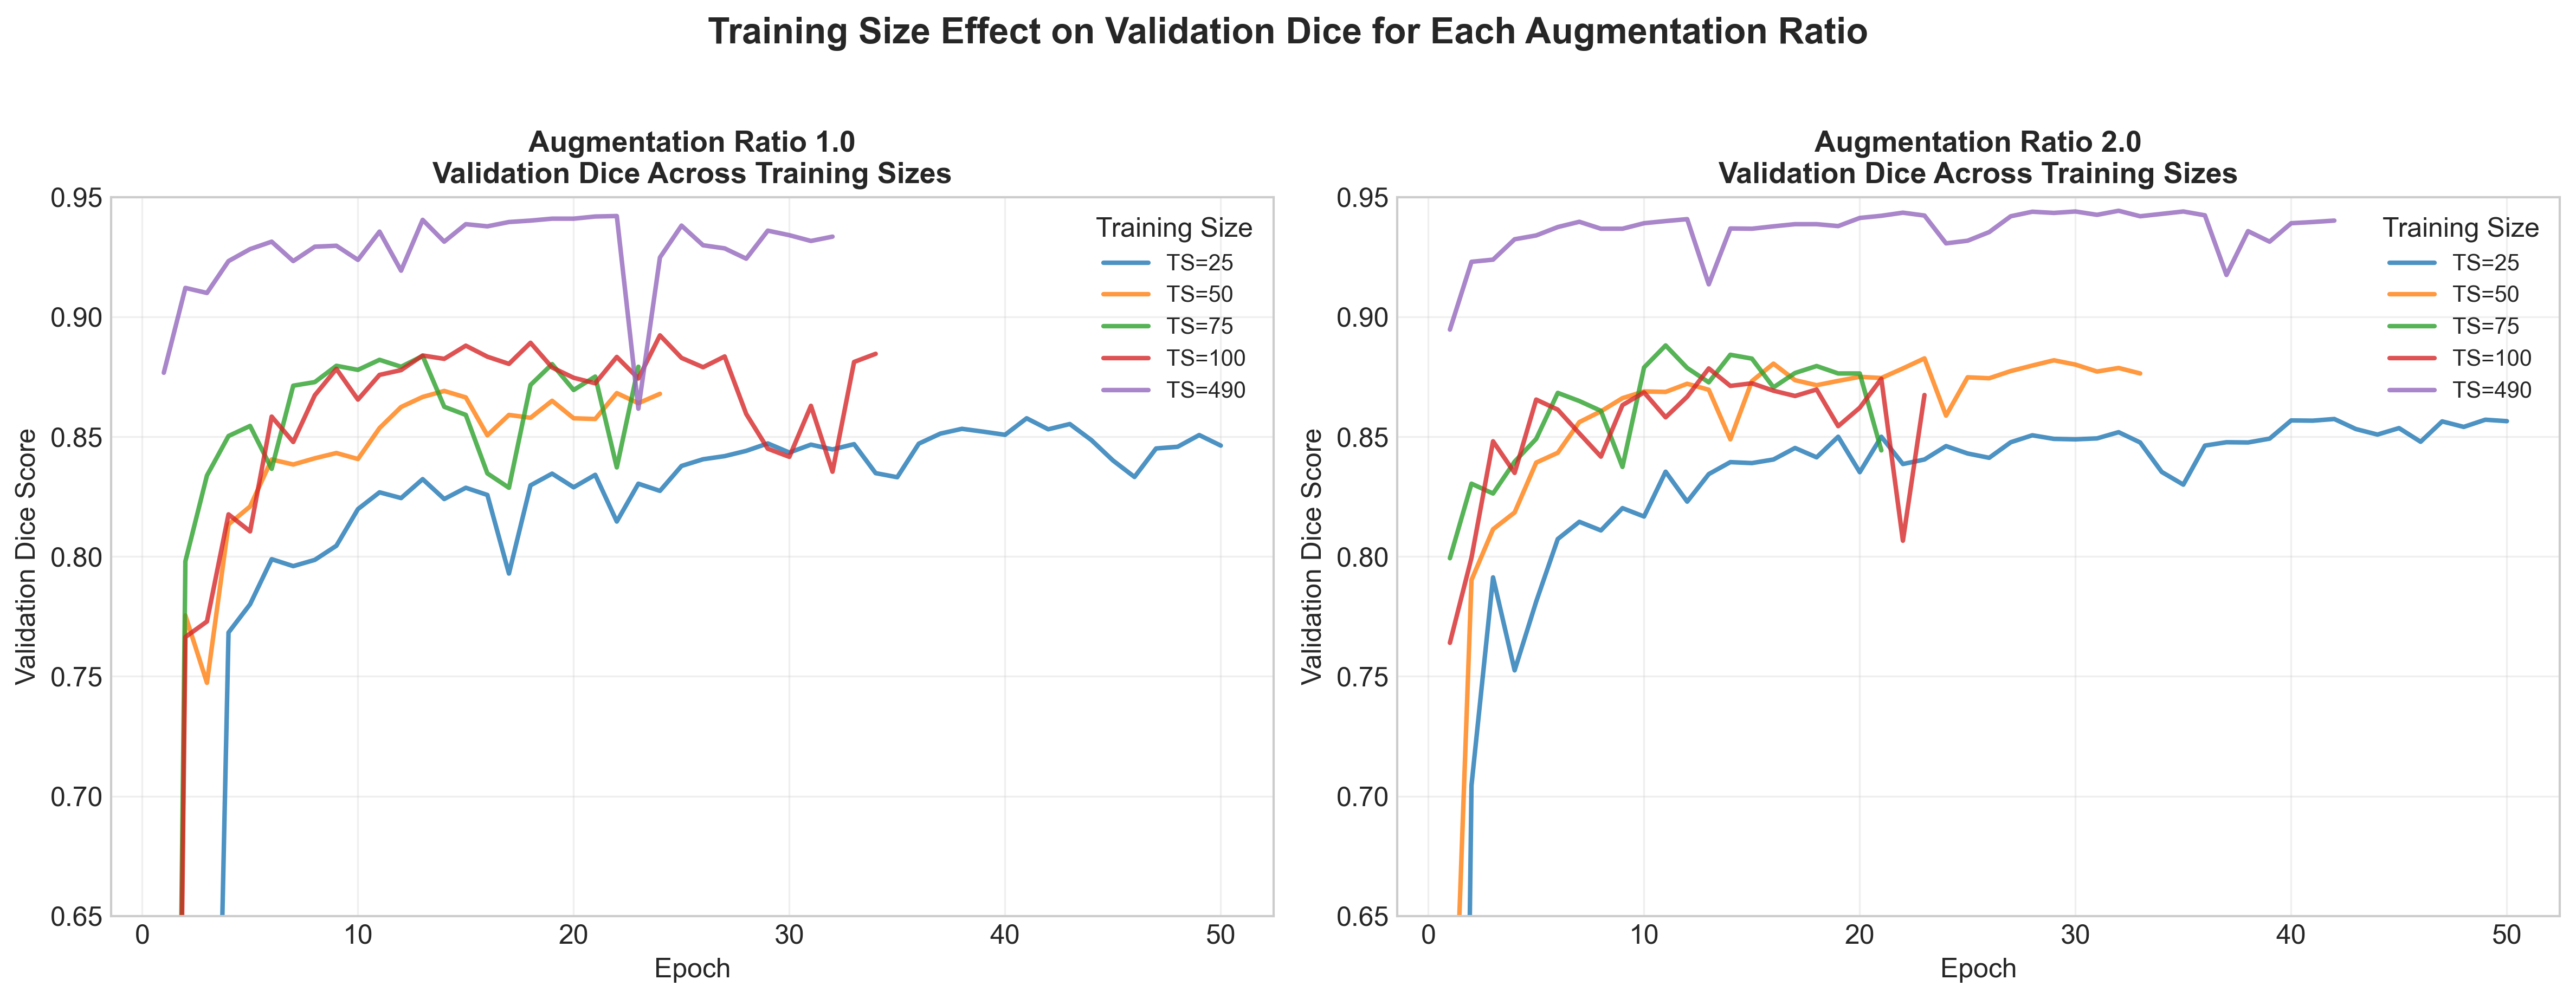 Training Size Effect on Validation Dice for Each Augmentation Ratio
Augmentation Ratio 1.0
Validation Dice Across Training Sizes
0.95
0.90
0.85
0.80
0.75
0.70
0.65
Validation Dice Score
0
10
20
30
40
50
Epoch
Training Size
TS=25
TS=50
TS=75
TS=100
TS=490
Augmentation Ratio 2.0
Validation Dice Across Training Sizes
0.95
0.90
0.85
0.80
0.75
0.70
0.65
Validation Dice Score
0
10
20
30
40
50
Epoch
Training Size
TS=25
TS=50
TS=75
TS=100
TS=490